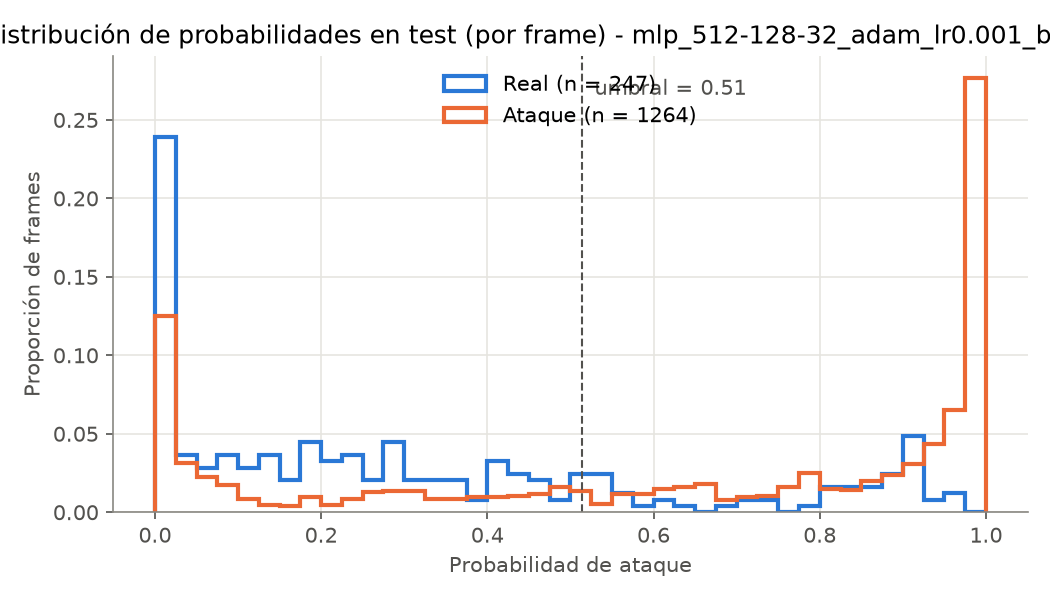 istribución de probabilidades en test (por frame) - mlp_512-128-32_adam_lr0.001_b
Real (n = 247)
umbral = 0.51
Ataque (n = 1264)
0.25
0.20
0.15
0.10
0.05
0.00
Proporción de frames
0.0 0.2 0.4 0.6 0.8 1.0
Probabilidad de ataque